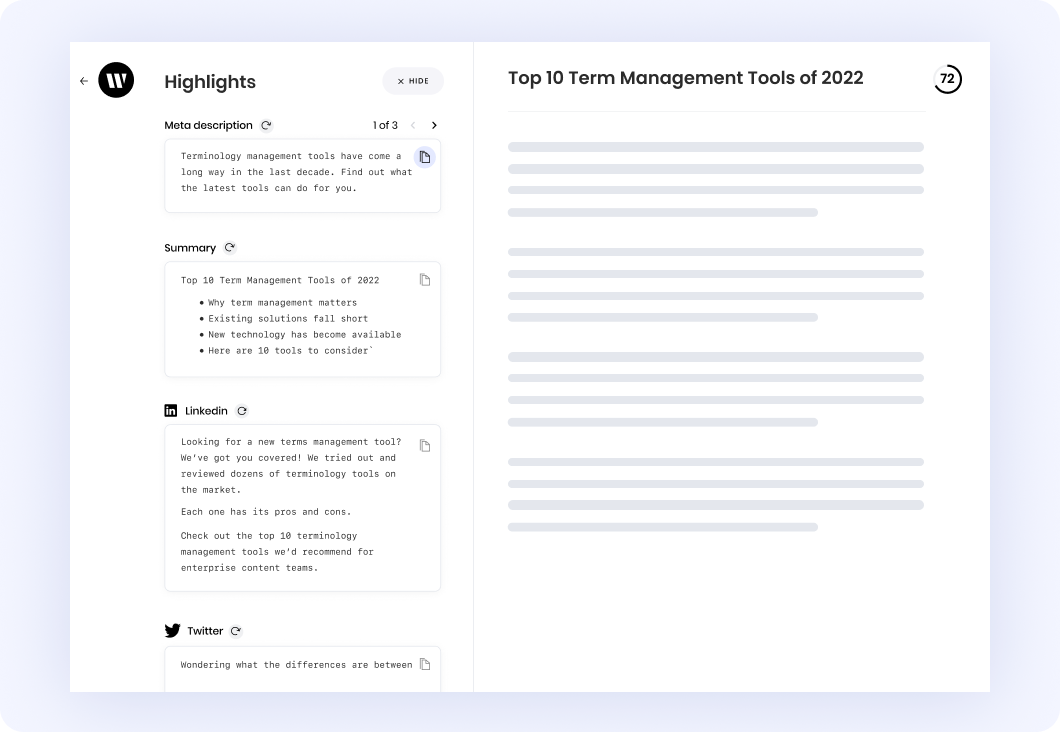 Highlights
HIDE
Meta description
1 of 3
Terminology management tools have come a
long way in the last decade. Find out what
the latest tools can do for you.
Summary
Top 10 Term Management Tools of 2022
• Why term management matters
• Existing solutions fall short
• New technology has become available
• Here are 10 tools to consider`
Linkedin
Looking for a new terms management tool?
We’ve got you covered! We tried out and
reviewed dozens of terminology tools on
the market.
Each one has its pros and cons.
Check out the top 10 terminology
management tools we’d recommend for
enterprise content teams.
Twitter
Wondering what the differences are between
Top 10 Term Management Tools of 2022
72